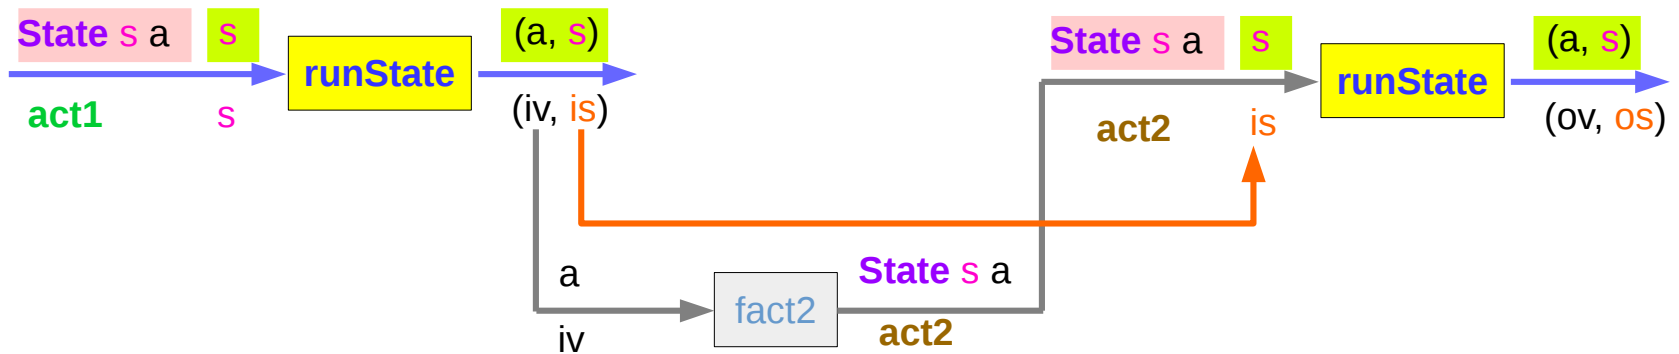 State s a s
runState
(a, s)
act1 s
(iv, is)
State s a s
runState
(a, s)
act2 is
(ov, os)
a
iv
fact2
State s a
act2